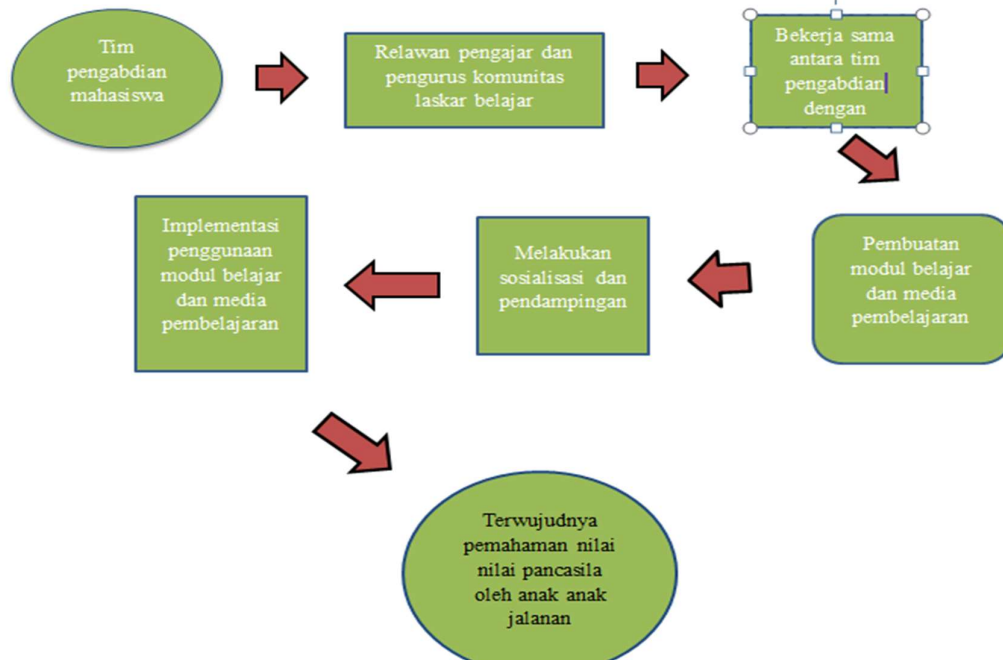 Tim
pengabdian
mahasiswa
Relawan pengajar dan
pengurus komunitas
laskar belajar
Bekerja sama
antara tim
pengabdian
dengan
Pembuatan
modul belajar
dan media
pembelajaran
Melakukan
sosialisasi dan
pendampingan
Implementasi
penggunaan
modul belajar
dan media
pembelajaran
Terwujudnya
pemahaman nilai
nilai pancasila
oleh anak anak
jalanan